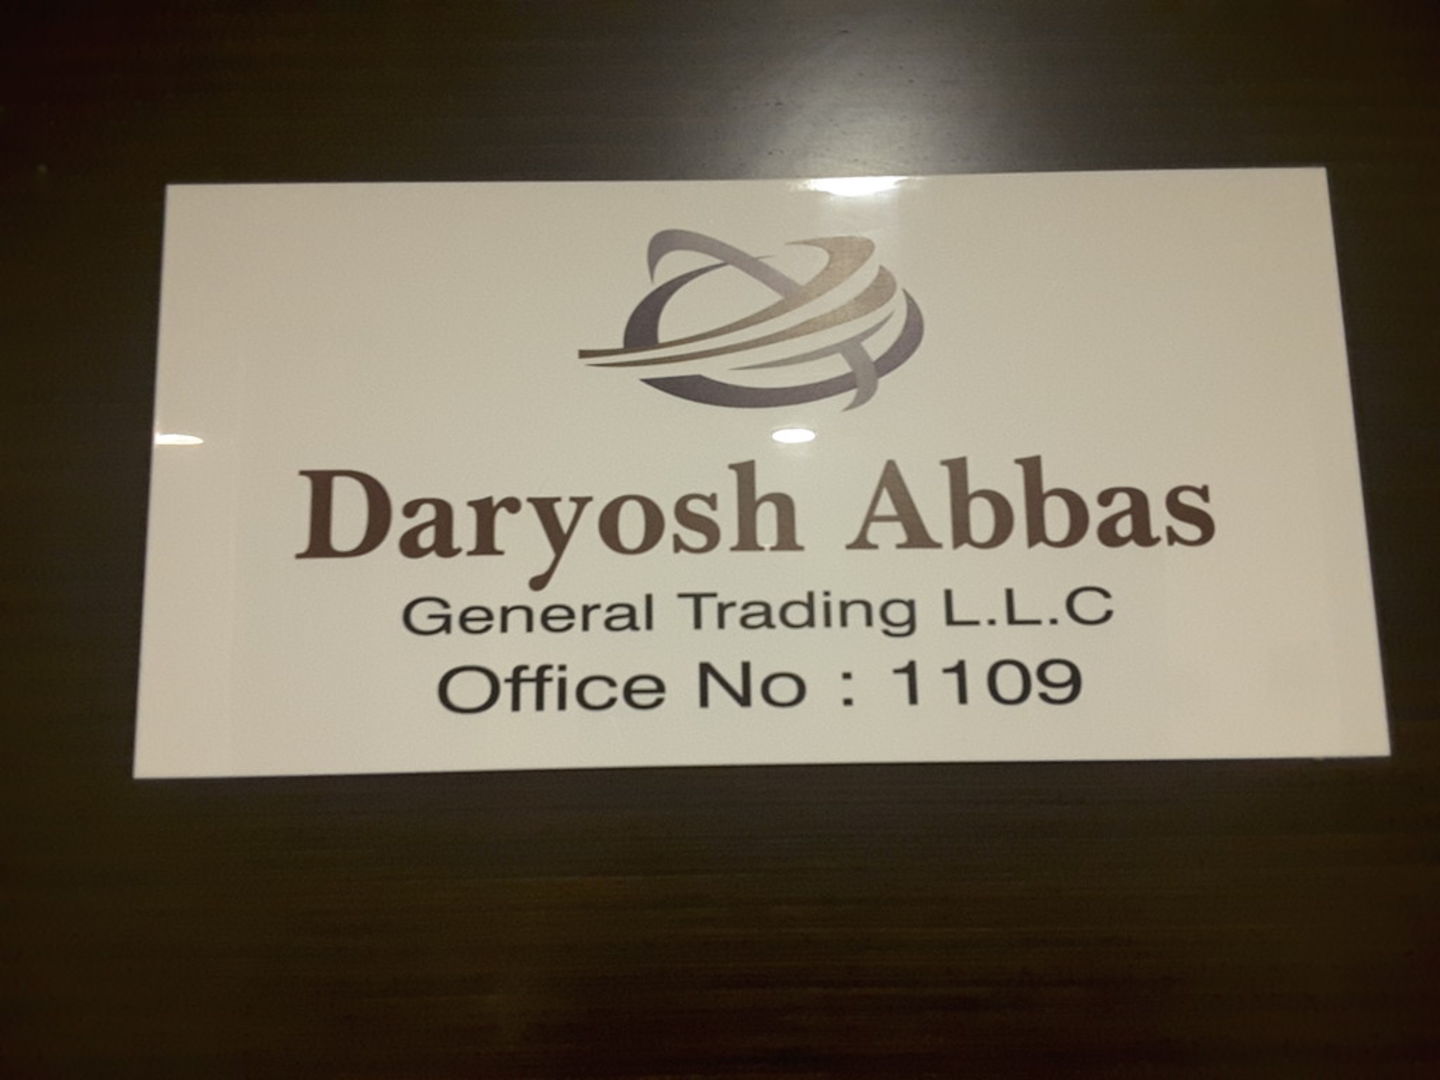 Daryosh Abbas
General Trading L.L.C
Office No : 1109